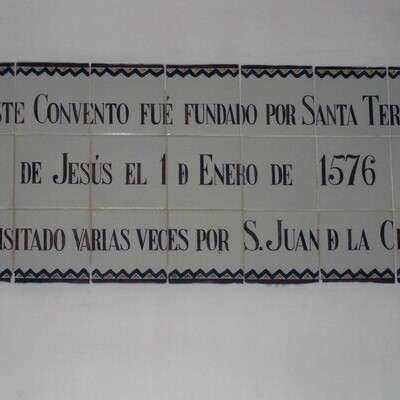 STE CONVENTO FUÉ FUNDADO POR SANTA TER
DE JESÚS EL 1 D ENERO DE 1576
ISITADO VARIAS VECES POR S. JUAN D LA C